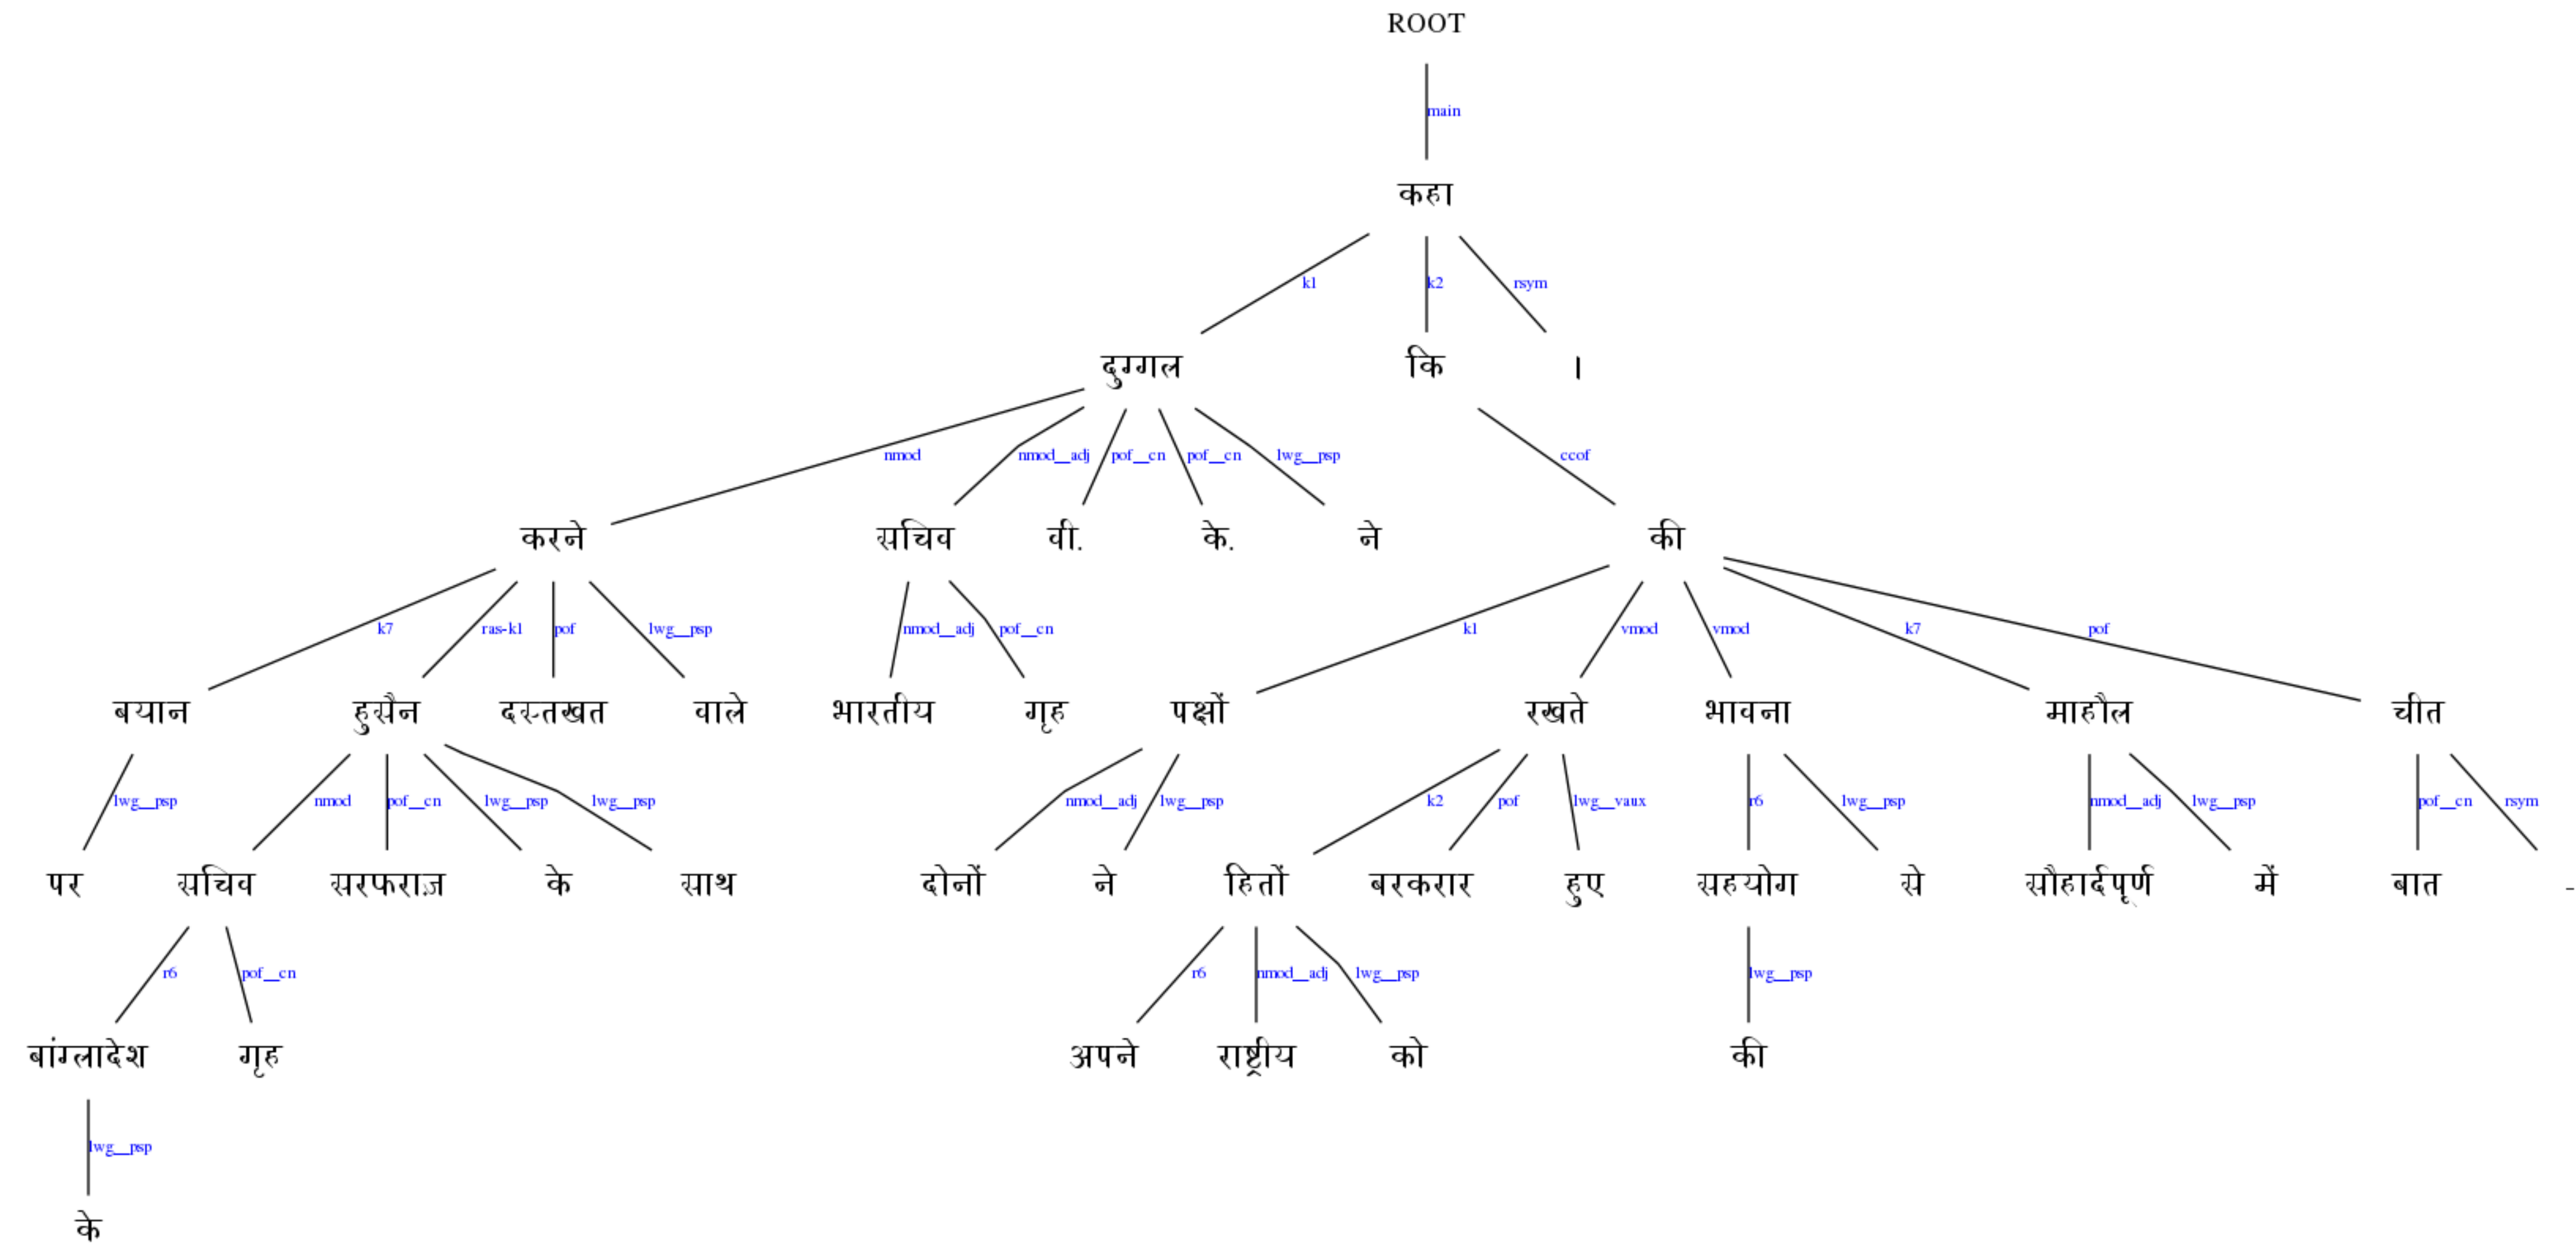 ROOT
main
कहा
k1 k2 rsym
दुग्गल कि ।
nmod nmod__adj pof__cn pof__cn lwg__psp ccof
करने सचिव वी. के. ने की
k7 ras-k1 pof lwg__psp nmod__adj pof__cn k1 vmod vmod k7 pof
बयान हुसैन दस्तखत वाले भारतीय गृह पक्षों रखते भावना माहौल चीत
lwg__psp nmod pof__cn lwg__psp lwg__psp nmod__adj lwg__psp k2 pof lwg__vaux r6 lwg__psp nmod__adj lwg__psp pof__cn rsym
पर सचिव सरफराज़ के साथ दोनों ने हितों बरकरार हुए सहयोग से सौहार्दपूर्ण में बात -
r6 pof__cn r6 nmod__adj lwg__psp lwg__psp
बांग्लादेश गृह अपने राष्ट्रीय को की
lwg__psp
के